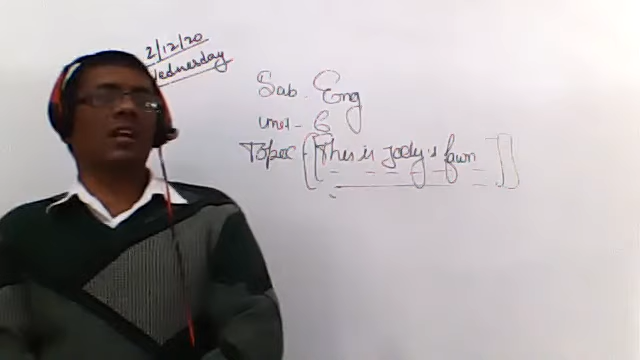 2/12/20
Wednesday
Sub. Eng
Unit - 6
Topic - [[This is Jody's fawn]]